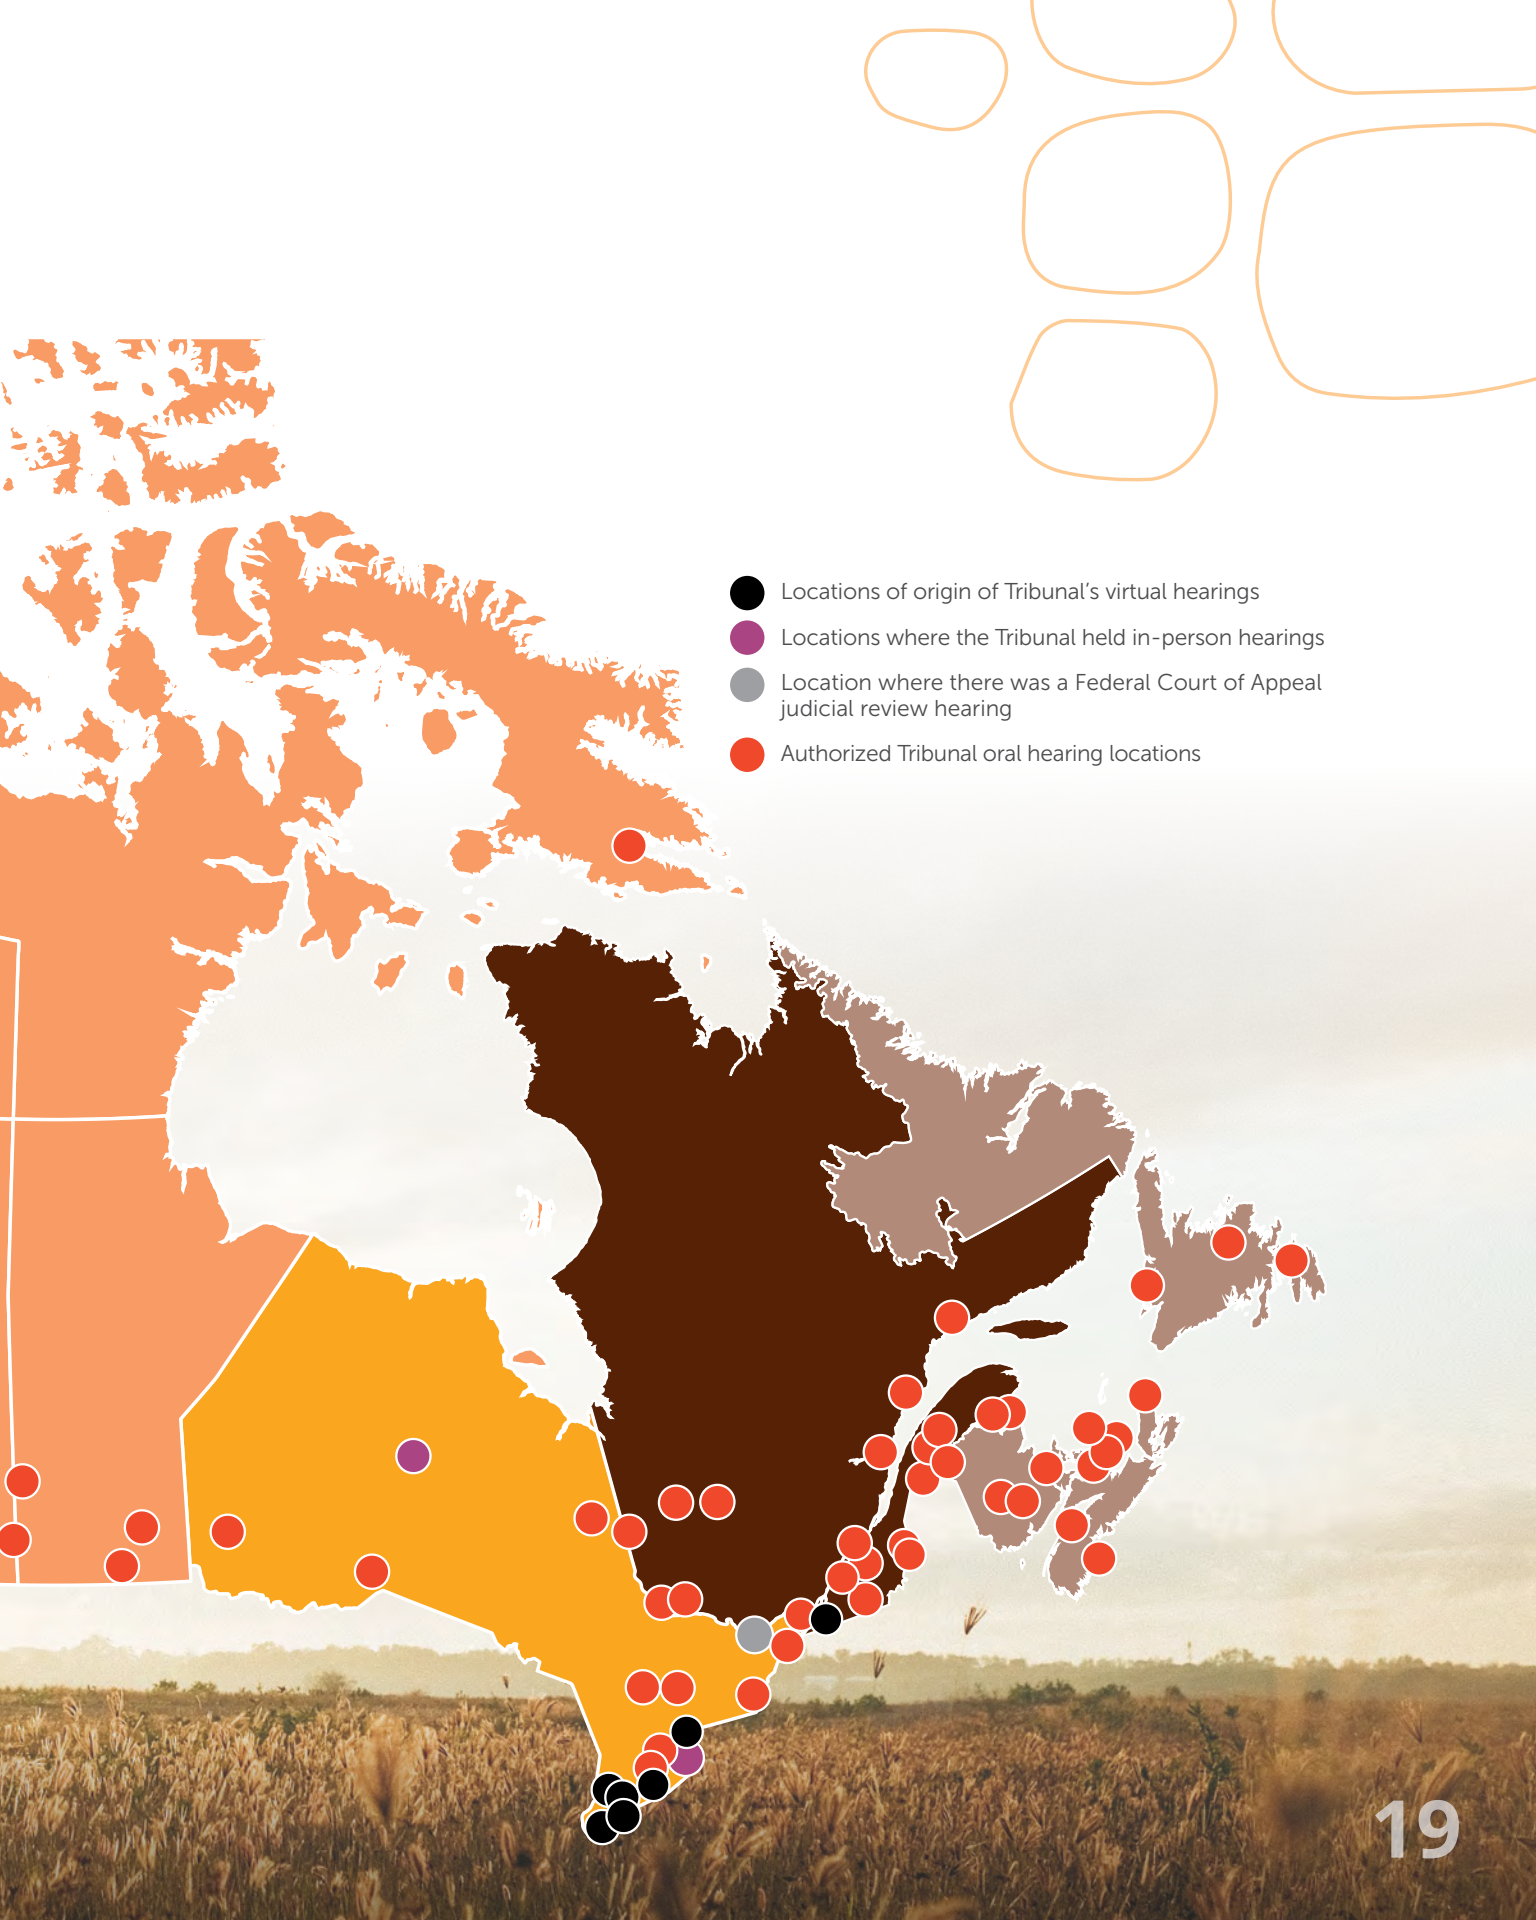 Locations of origin of Tribunal’s virtual hearings
Locations where the Tribunal held in-person hearings
Location where there was a Federal Court of Appeal
judicial review hearing
Authorized Tribunal oral hearing locations
19